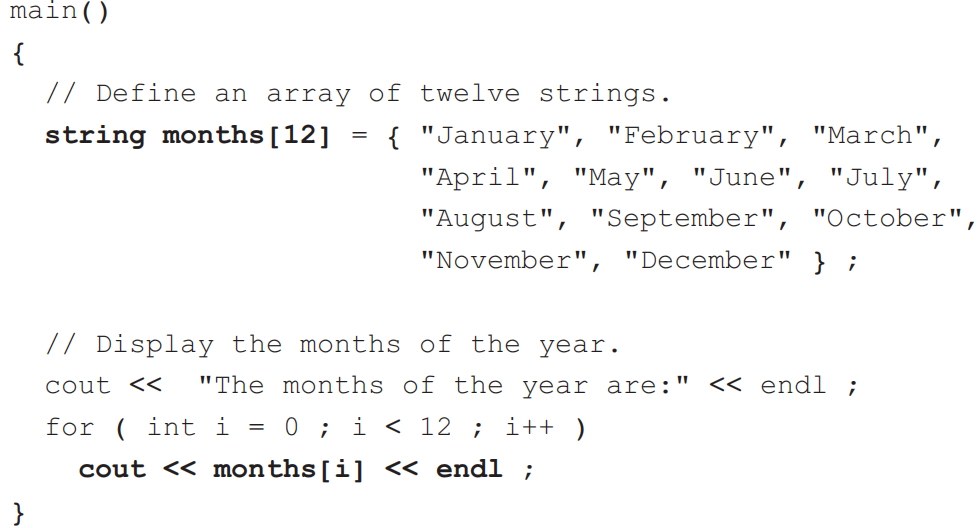 main()
{
  // Define an array of twelve strings.
  string months[12] = { "January", "February", "March",
                        "April", "May", "June", "July",
                        "August", "September", "October",
                        "November", "December" } ;

  // Display the months of the year.
  cout <<  "The months of the year are:" << endl ;
  for ( int i = 0 ; i < 12 ; i++ )
    cout << months[i] << endl ;
}